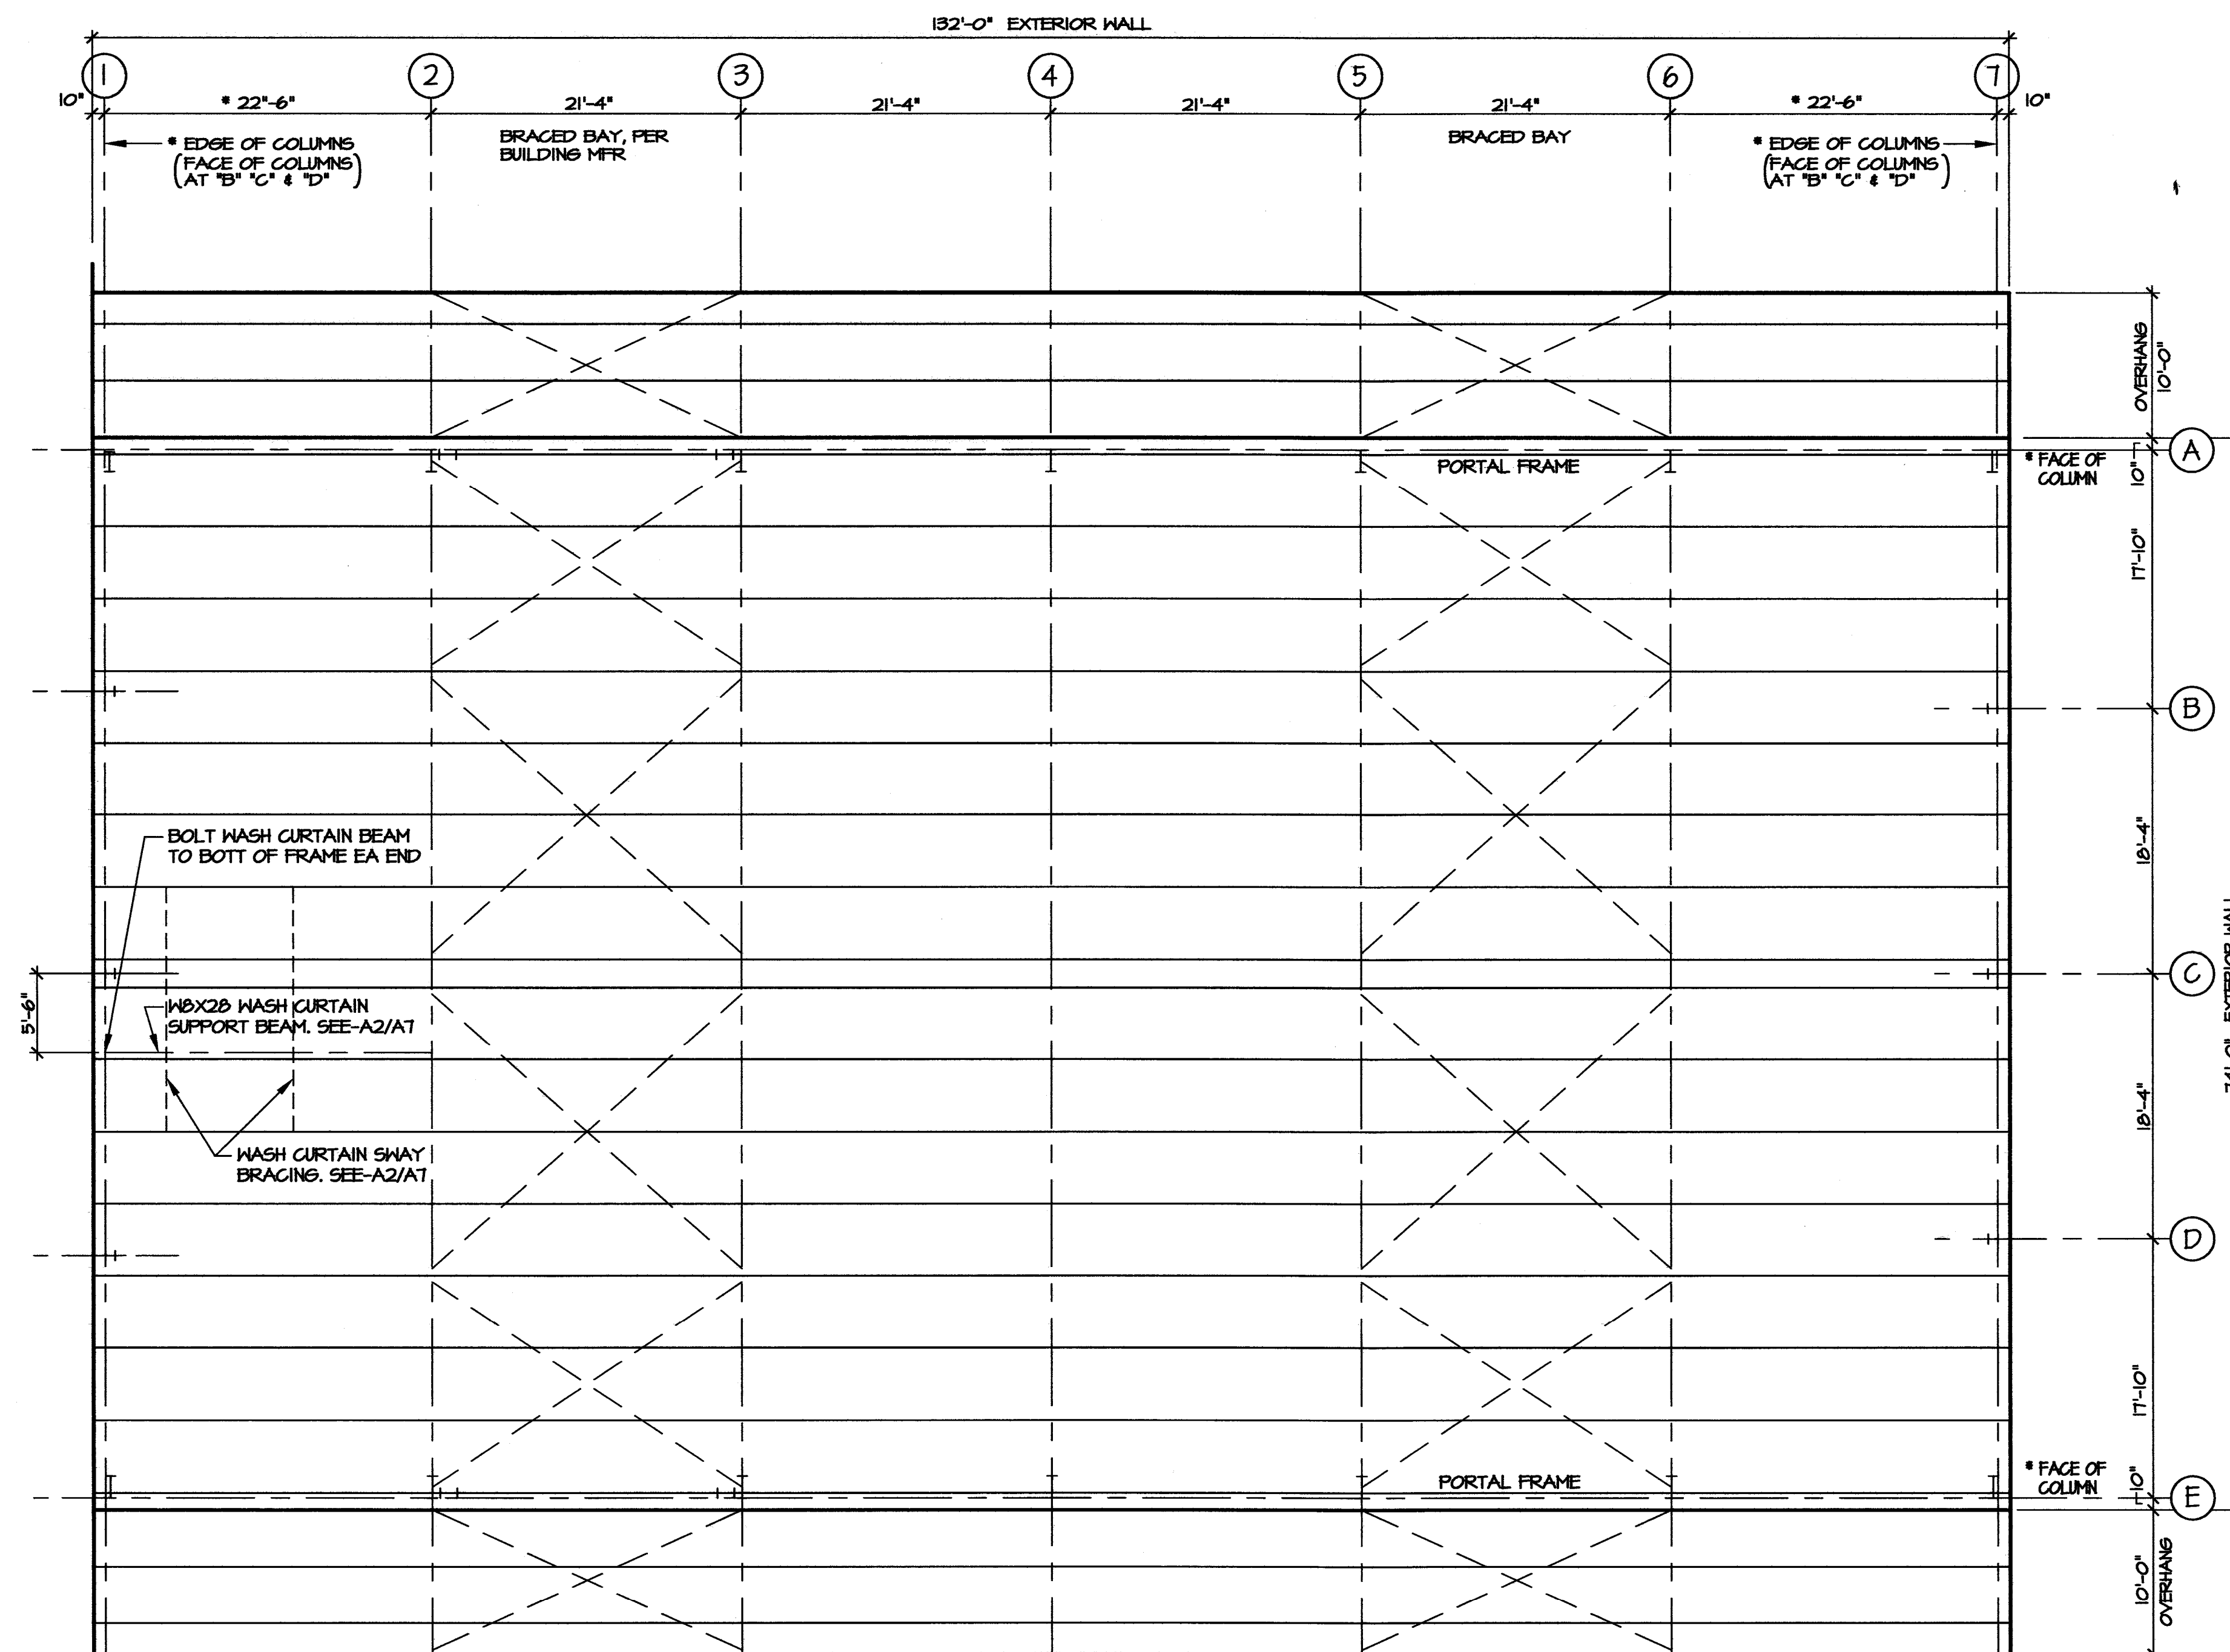 132'-0" EXTERIOR WALL
1 2 3 4 5 6 7
10" * 22"-6" 21'-4" 21'-4" 21'-4" 21'-4" * 22'-6" 10"
* EDGE OF COLUMNS
(FACE OF COLUMNS
AT "B" "C" & "D")
BRACED BAY, PER
BUILDING MFR
BRACED BAY
* EDGE OF COLUMNS
(FACE OF COLUMNS
AT "B" "C" & "D")
OVERHANG
10'-0"
A
PORTAL FRAME
* FACE OF
COLUMN
10"
17'-10"
B
BOLT WASH CURTAIN BEAM
TO BOTT OF FRAME EA END
18'-4"
C
5'-6"
W8X28 WASH CURTAIN
SUPPORT BEAM. SEE-A2/A7
18'-4"
WASH CURTAIN SWAY
BRACING. SEE-A2/A7
D
17'-10"
PORTAL FRAME
* FACE OF
COLUMN
10"
E
10'-0"
OVERHANG